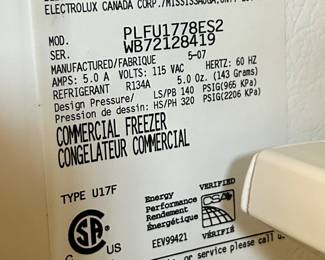 ELECTROLUX CANADA CORP./MISSISSAUGA,ONT
MOD. PLFU1778ES2
SER. WB72128419
MANUFACTURED/FABRIQUE 5-07
AMPS: 5.0 A VOLTS: 115 VAC HERTZ: 60 HZ
REFRIGERANT R134A 5.0 Oz. (143 Grams)
Design Pressure/ LS/PB 140 PSIG(965 KPa)
Design Pression/ HS/PH 320 PSIG(2206 KPa)
COMMERCIAL FREEZER
CONGELATEUR COMMERCIAL
TYPE U17F
Energy
Performance
Rendement
Énergétique
VERIFIED
CSA
VÉRIFIÉ
EEV99421
SA
C US
or service please call